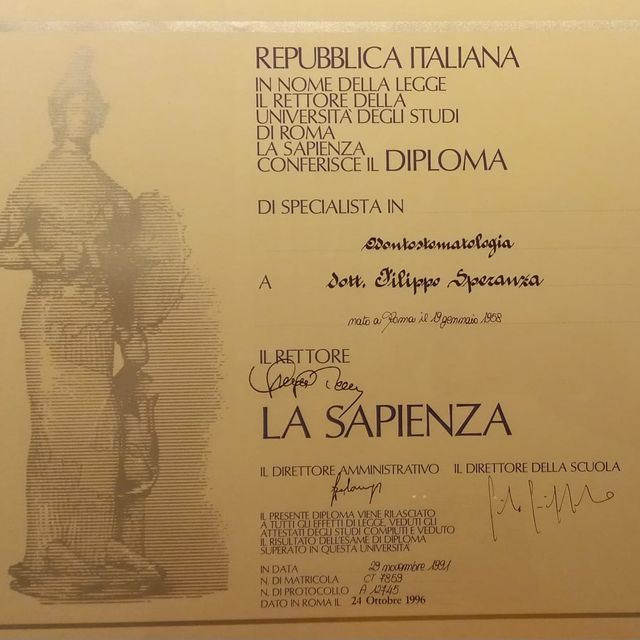 REPUBBLICA ITALIANA
IN NOME DELLA LEGGE
IL RETTORE DELLA
UNIVERSITÀ DEGLI STUDI
DI ROMA
LA SAPIENZA
CONFERISCE IL DIPLOMA
DI SPECIALISTA IN
Odontostomatologia
A dott. Filippo Speranza
nato a Roma il 19 gennaio 1958
IL RETTORE
LA SAPIENZA
IL DIRETTORE AMMINISTRATIVO IL DIRETTORE DELLA SCUOLA
IL PRESENTE DIPLOMA VIENE RILASCIATO
A TUTTI GLI EFFETTI DI LEGGE, VEDUTI GLI
ATTESTATI DEGLI STUDI COMPIUTI E VEDUTO
IL RISULTATO DELL'ESAME DI DIPLOMA
SUPERATO IN QUESTA UNIVERSITÀ
IN DATA 29 novembre 1991
N. DI MATRICOLA CT 7859
N. DI PROTOCOLLO A 12745
DATO IN ROMA IL 24 Ottobre 1996